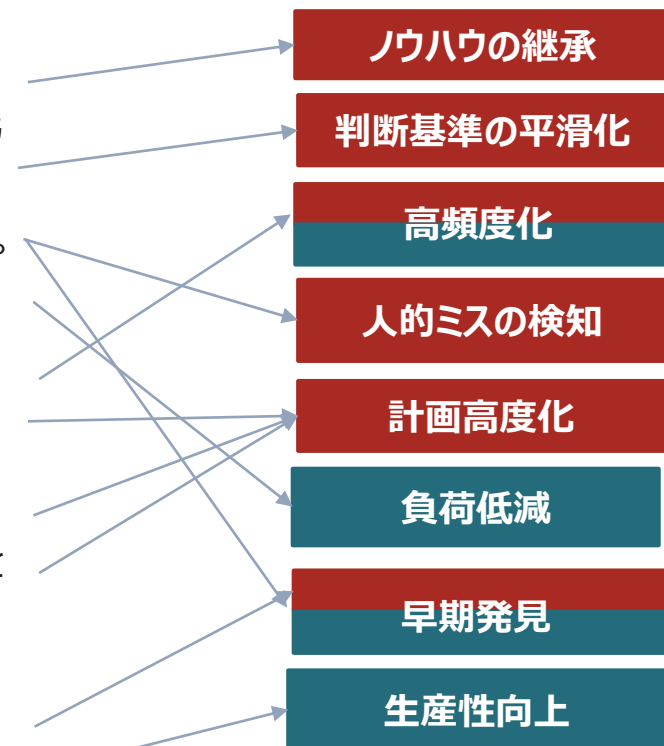 ノウハウの継承
判断基準の平滑化
高頻度化
。
人的ミスの検知
計画高度化
負荷低減
早期発見
生産性向上